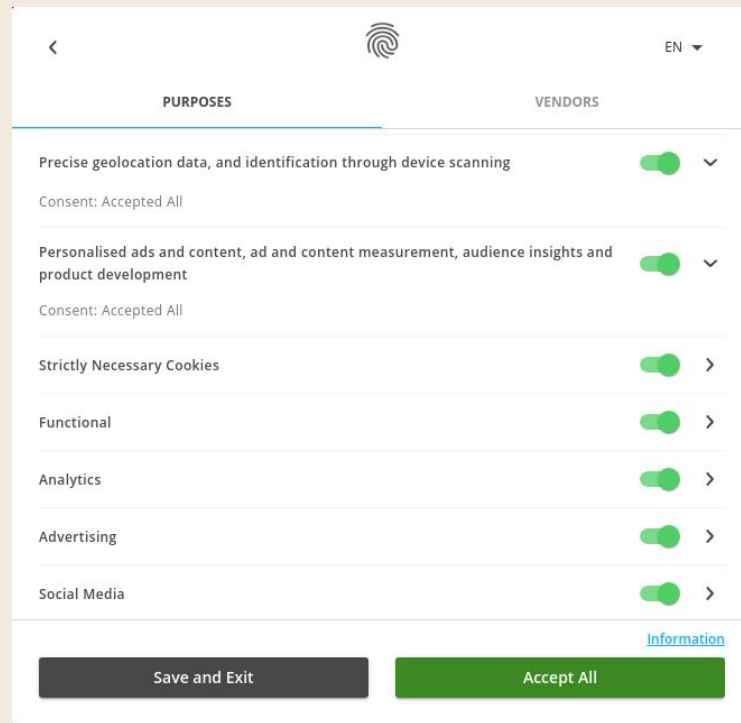 EN
PURPOSES
VENDORS
Precise geolocation data, and identification through device scanning
Consent: Accepted All
Personalised ads and content, ad and content measurement, audience insights and
product development
Consent: Accepted All
Strictly Necessary Cookies
Functional
Analytics
Advertising
Social Media
Information
Save and Exit
Accept All